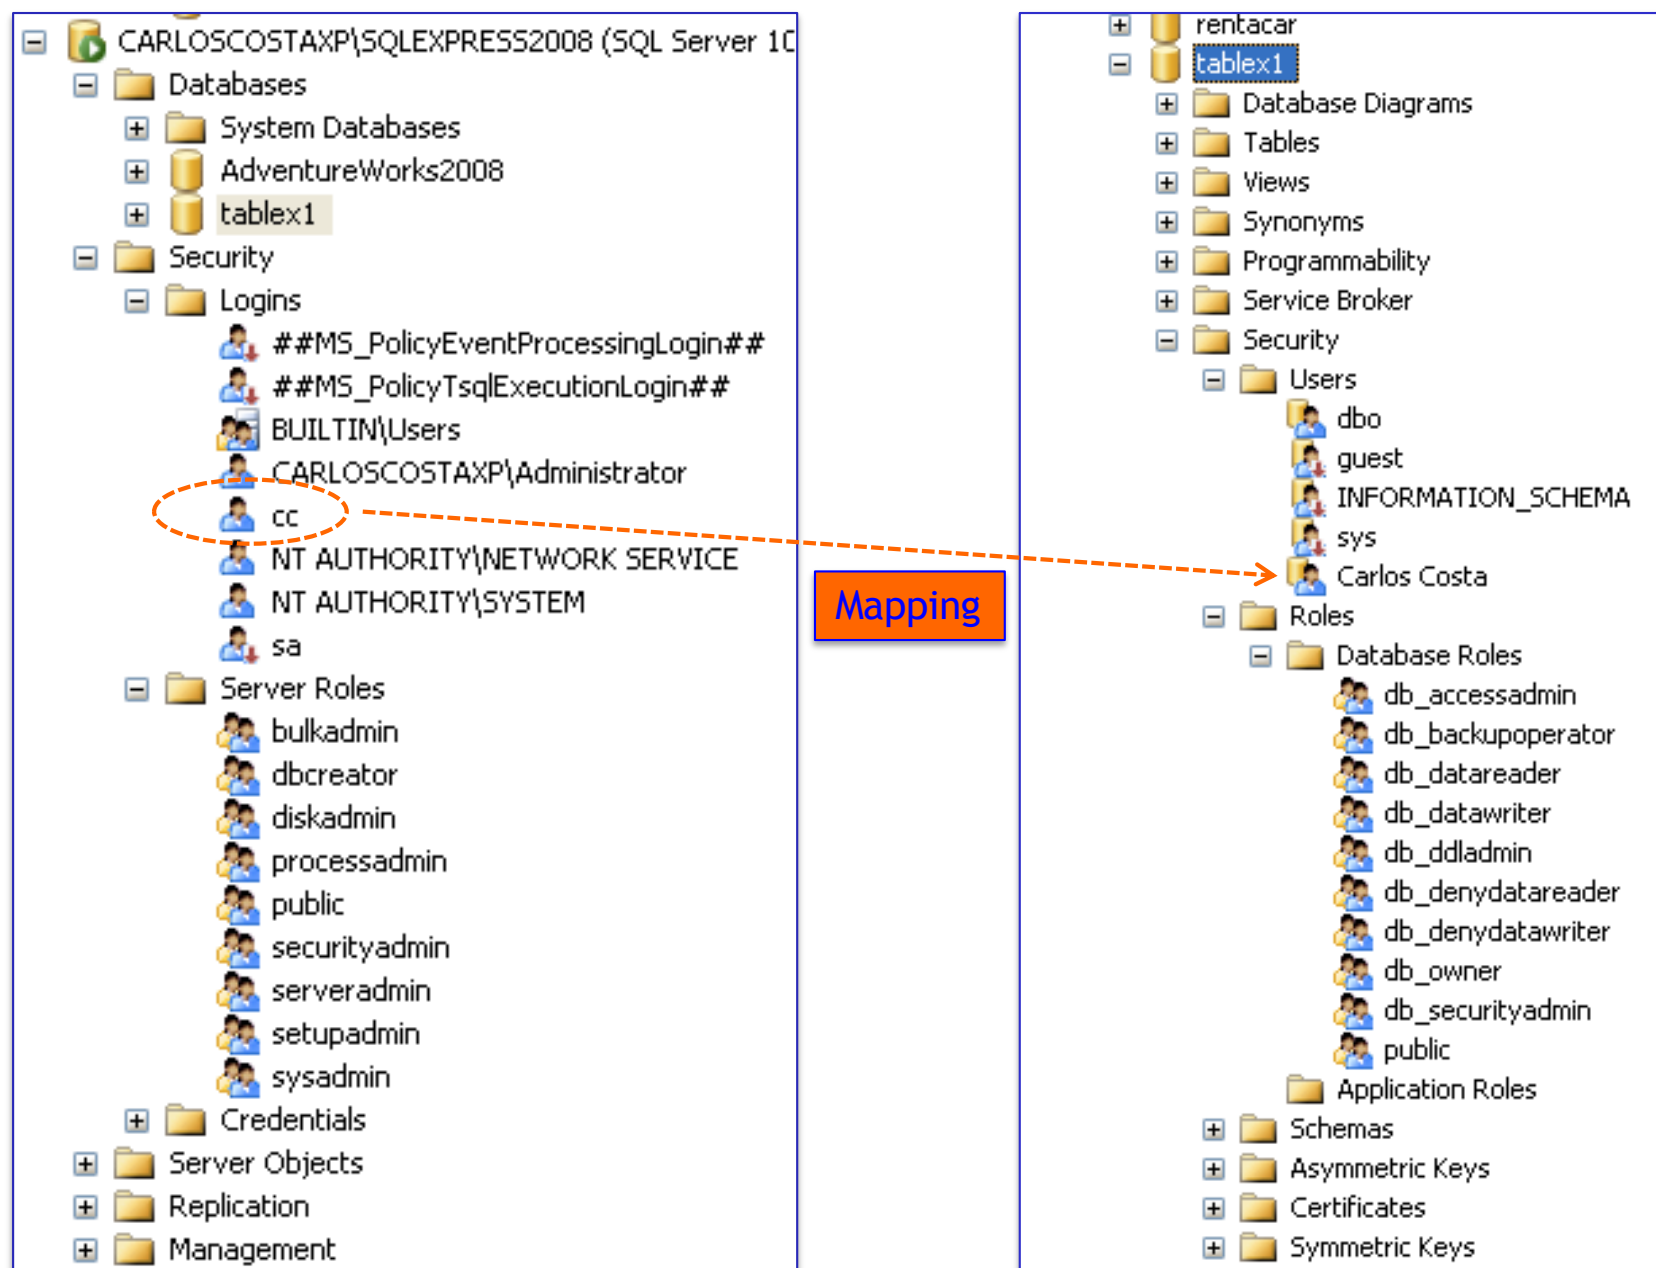 CARLOSCOSTAXP\SQLEXPRESS2008 (SQL Server 10
Databases
System Databases
AdventureWorks2008
tablex1
Security
Logins
##MS_PolicyEventProcessingLogin##
##MS_PolicyTsqlExecutionLogin##
BUILTIN\Users
CARLOSCOSTAXP\Administrator
cc
NT AUTHORITY\NETWORK SERVICE
NT AUTHORITY\SYSTEM
sa
Server Roles
bulkadmin
dbcreator
diskadmin
processadmin
public
securityadmin
serveradmin
setupadmin
sysadmin
Credentials
Server Objects
Replication
Management
Mapping
rentacar
tablex1
Database Diagrams
Tables
Views
Synonyms
Programmability
Service Broker
Security
Users
dbo
guest
INFORMATION_SCHEMA
sys
Carlos Costa
Roles
Database Roles
db_accessadmin
db_backupoperator
db_datareader
db_datawriter
db_ddladmin
db_denydatareader
db_denydatawriter
db_owner
db_securityadmin
public
Application Roles
Schemas
Asymmetric Keys
Certificates
Symmetric Keys